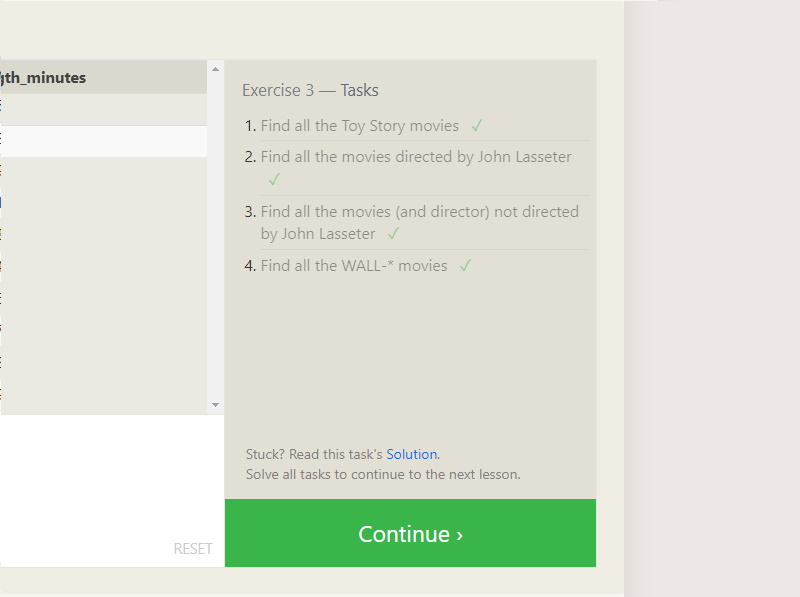 gth_minutes
Exercise 3 — Tasks
1. Find all the Toy Story movies ✓
2. Find all the movies directed by John Lasseter
✓
3. Find all the movies (and director) not directed
by John Lasseter ✓
4. Find all the WALL-* movies ✓
Stuck? Read this task's Solution.
Solve all tasks to continue to the next lesson.
RESET
Continue ›